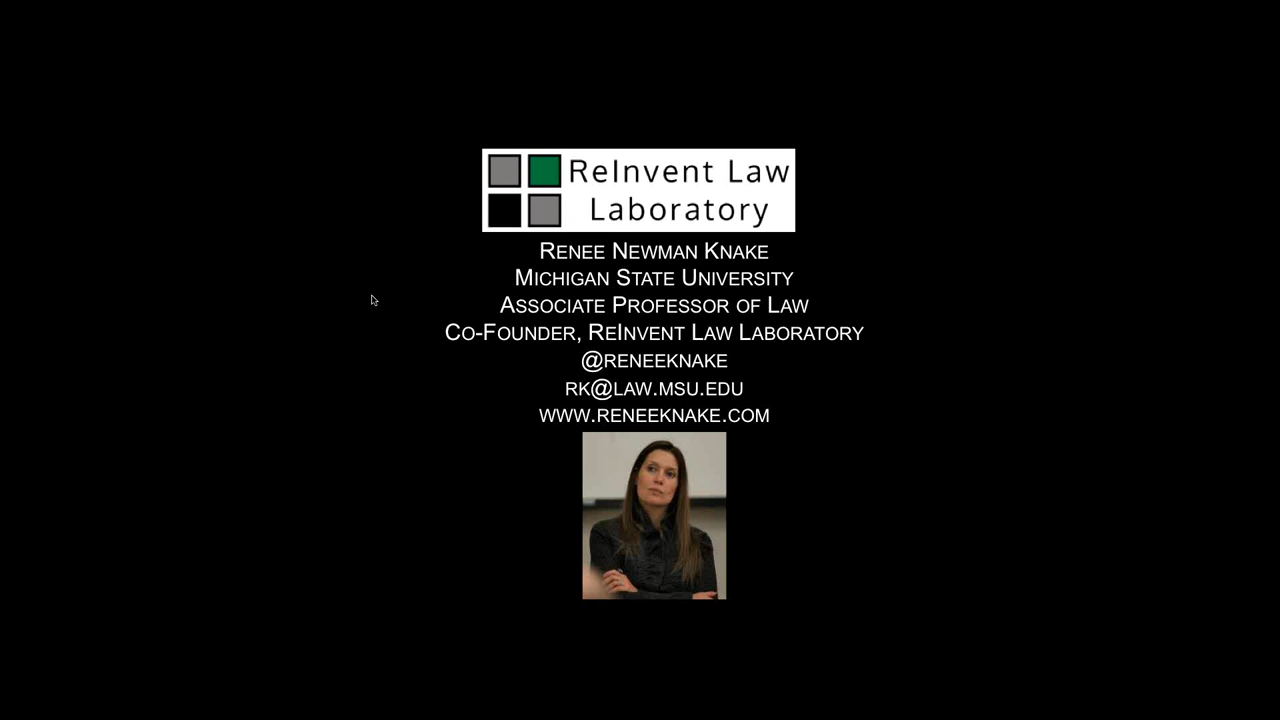 ReInvent Law
Laboratory
Renee Newman Knake
Michigan State University
Associate Professor of Law
Co-Founder, ReInvent Law Laboratory
@reneeknake
rk@law.msu.edu
www.reneeknake.com